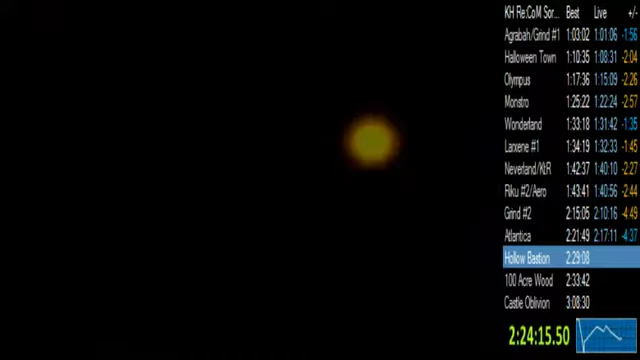 KH Re:CoM Sor... Best Live +/-
Agrabah/Grind #1 1:03:02 1:01:06 -1:56
Halloween Town 1:10:35 1:08:31 -2:04
Olympus 1:17:36 1:15:09 -2:26
Monstro 1:25:22 1:22:24 -2:57
Wonderland 1:33:18 1:31:42 -1:35
Larxene #1 1:34:19 1:32:33 -1:45
Neverland/KtR 1:42:37 1:40:10 -2:27
Riku #2/Aero 1:43:41 1:40:56 -2:44
Grind #2 2:15:05 2:10:16 -4:49
Atlantica 2:21:49 2:17:11 -4:37
Hollow Bastion 2:29:08
100 Acre Wood 2:33:42
Castle Oblivion 3:08:30
2:24:15.50